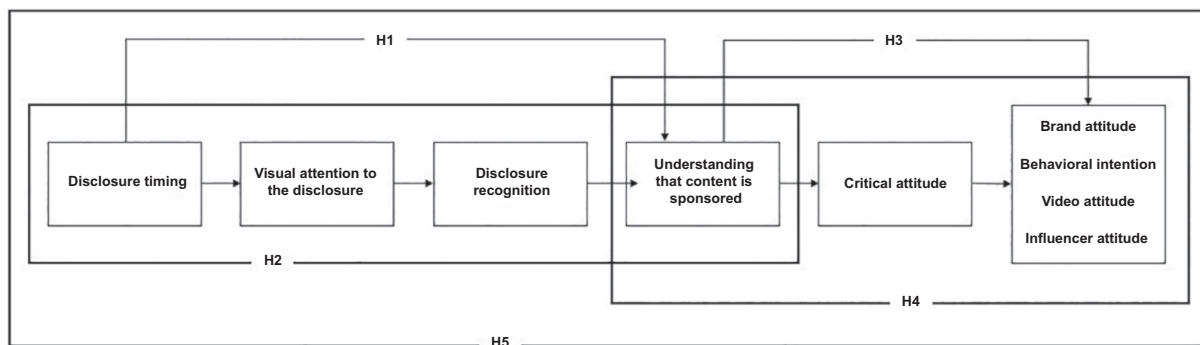 H1
H3
Disclosure timing
Visual attention to
the disclosure
Disclosure
recognition
Understanding
that content is
sponsored
Critical attitude
Brand attitude
Behavioral intention
Video attitude
Influencer attitude
H2
H4
H5